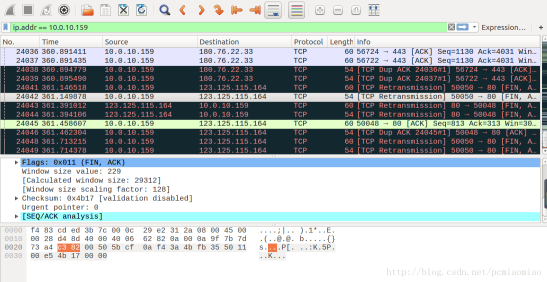 ip.addr == 10.0.10.159
Expression...
+
No. Time Source Destination Protocol Length Info
24036 360.891411 10.0.10.159 180.76.22.33 TCP 60 56724 → 443 [ACK] Seq=1130 Ack=4031 Win...
24037 360.891435 10.0.10.159 180.76.22.33 TCP 60 56722 → 443 [ACK] Seq=1130 Ack=4031 Win...
24038 360.894779 10.0.10.159 180.76.22.33 TCP 54 [TCP Dup ACK 24036#1] 56724 → 443 [ACK]...
24039 360.895490 10.0.10.159 180.76.22.33 TCP 54 [TCP Dup ACK 24037#1] 56722 → 443 [ACK]...
24041 361.146518 10.0.10.159 123.125.115.164 TCP 60 [TCP Retransmission] 50050 → 80 [FIN, A...
24042 361.149078 10.0.10.159 123.125.115.164 TCP 54 [TCP Retransmission] 50050 → 80 [FIN, A...
24043 361.391012 123.125.115.164 10.0.10.159 TCP 60 [TCP Retransmission] 80 → 50048 [FIN, A...
24044 361.394106 123.125.115.164 10.0.10.159 TCP 54 [TCP Retransmission] 80 → 50048 [FIN, A...
24045 361.458607 10.0.10.159 123.125.115.164 TCP 60 50048 → 80 [ACK] Seq=813 Ack=313 Win=30...
24046 361.462304 10.0.10.159 123.125.115.164 TCP 54 [TCP Dup ACK 24045#1] 50048 → 80 [ACK]...
24048 361.713215 10.0.10.159 123.125.115.164 TCP 60 [TCP Retransmission] 50050 → 80 [FIN, A...
24049 361.714378 10.0.10.159 123.125.115.164 TCP 54 [TCP Retransmission] 50050 → 80 [FIN, A...
Flags: 0x011 (FIN, ACK)
Window size value: 229
[Calculated window size: 29312]
[Window size scaling factor: 128]
Checksum: 0x4b17 [validation disabled]
Urgent pointer: 0
[SEQ/ACK analysis]
0000 f4 83 cd ed 3b 7c 00 0c 29 e2 31 2a 08 00 45 00 ....;|.. ).1*..E.
0010 00 28 d4 8d 40 00 40 06 62 82 0a 00 0a 9f 7b 7d .(..@.@. b.....{}
0020 73 a4 c3 82 00 50 5b cf 0a f4 3a 4b fb 35 50 11 s....P[. ..:K.5P.
0030 00 e5 4b 17 00 00 ..K...
http://blog.csdn.net/pcmiaomiao